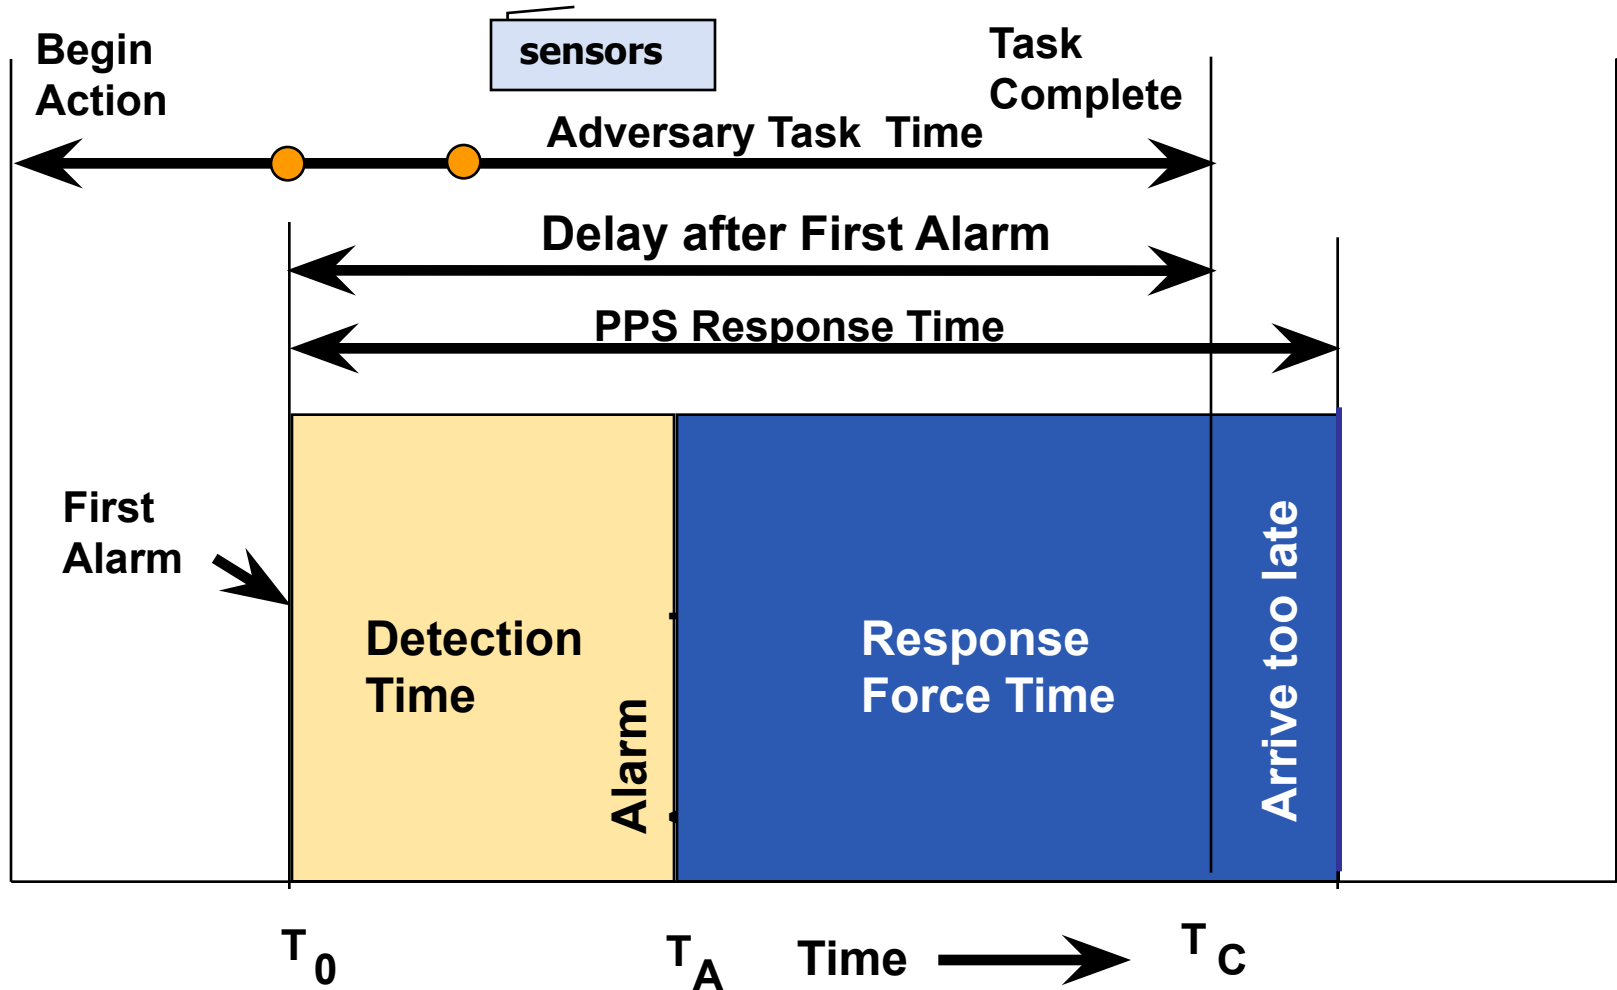 Begin
Action
sensors
Task
Complete
Adversary Task Time
Delay after First Alarm
PPS Response Time
First
Alarm
Detection
Time
Alarm
Response
Force Time
Arrive too late
T0
TA
Time
TC